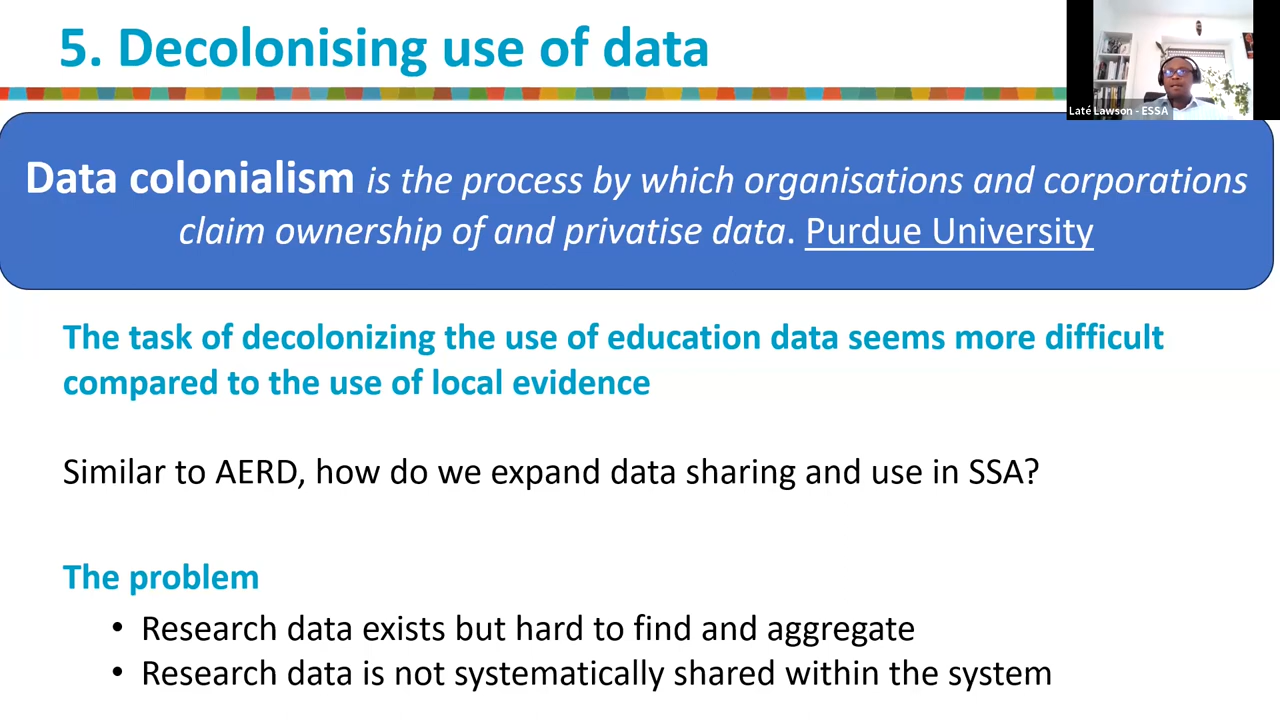 5. Decolonising use of data
Laté Lawson - ESSA
Data colonialism is the process by which organisations and corporations
claim ownership of and privatise data. Purdue University
The task of decolonizing the use of education data seems more difficult
compared to the use of local evidence
Similar to AERD, how do we expand data sharing and use in SSA?
The problem
• Research data exists but hard to find and aggregate
• Research data is not systematically shared within the system